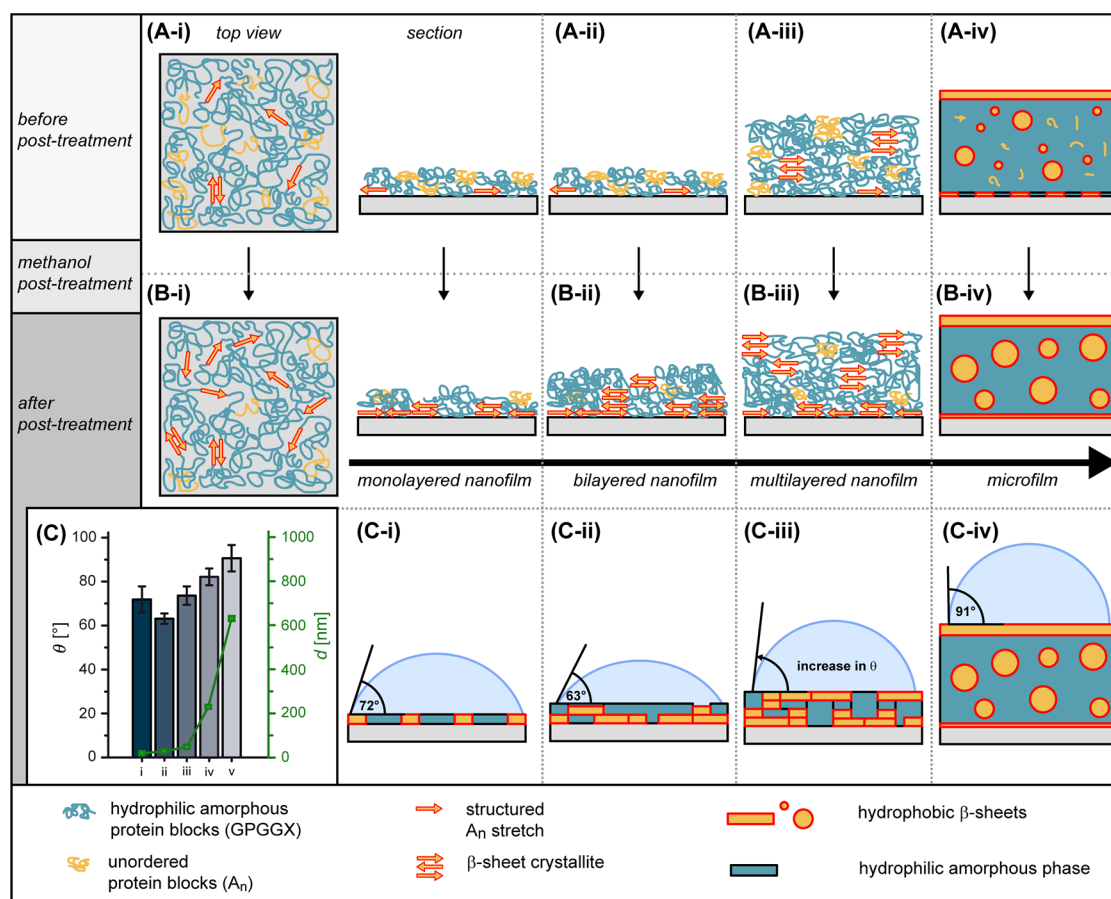 (A-i) top view
section
(A-ii)
(A-iii)
(A-iv)
before
post-treatment
methanol
post-treatment
(B-i)
(B-ii)
(B-iii)
(B-iv)
after
post-treatment
monolayered nanofilm
bilayered nanofilm
multilayered nanofilm
microfilm
(C)
100
80
60
40
20
0
θ [°]
1000
800
600
400
200
0
d [nm]
i
ii
iii
iv
v
(C-i)
72°
(C-ii)
63°
(C-iii)
increase in θ
(C-iv)
91°
hydrophilic amorphous
protein blocks (GPGGX)
unordered
protein blocks (Aₙ)
structured
Aₙ stretch
β-sheet crystallite
hydrophobic β-sheets
hydrophilic amorphous phase